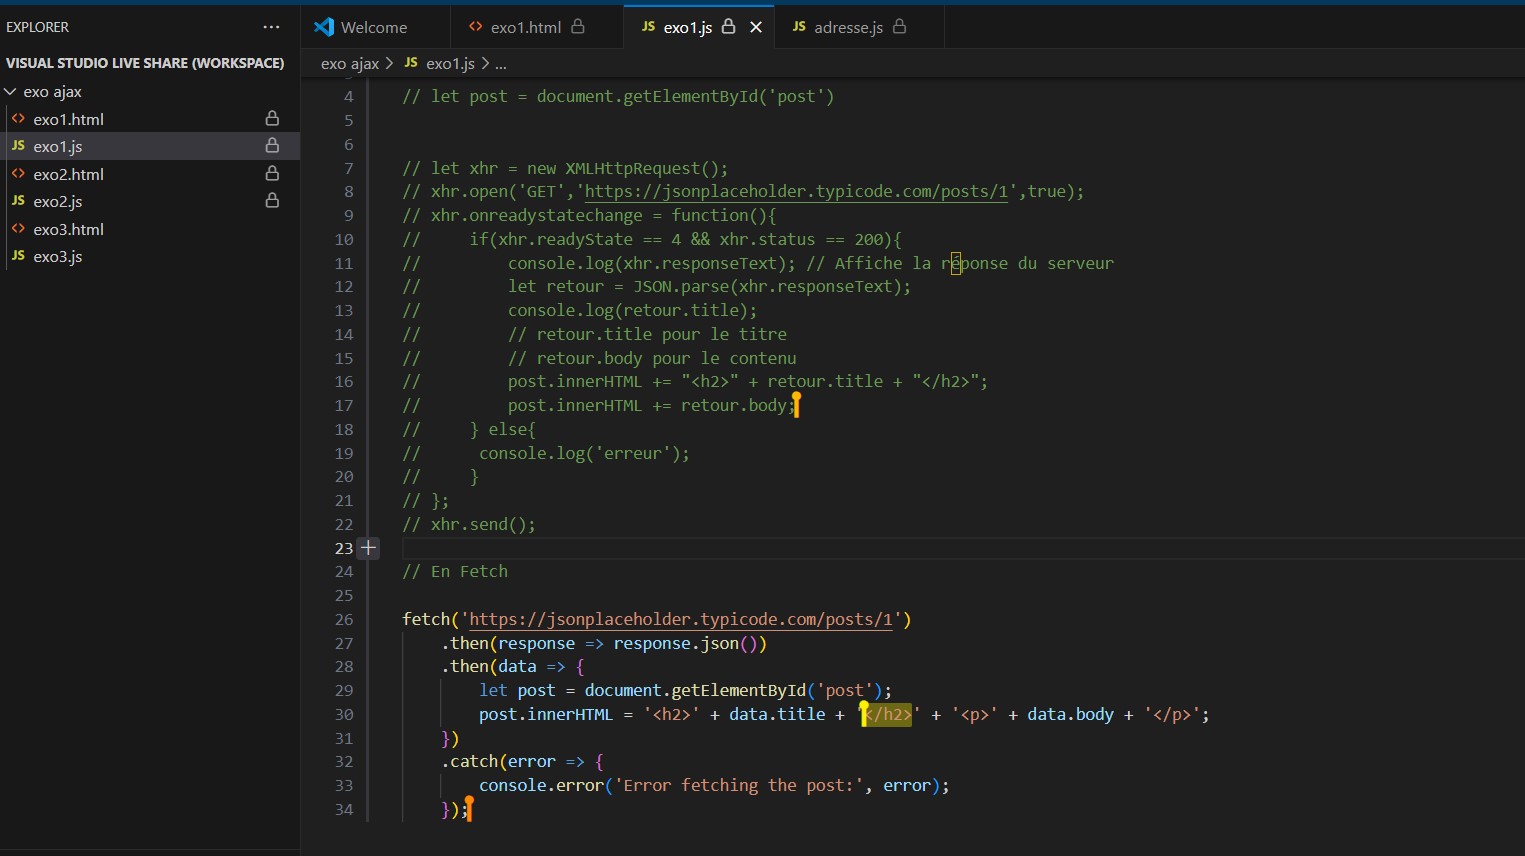 EXPLORER
VISUAL STUDIO LIVE SHARE (WORKSPACE)
exo ajax
exo1.html
JS exo1.js
exo2.html
JS exo2.js
exo3.html
JS exo3.js
Welcome
exo1.html
JS exo1.js
JS adresse.js
exo ajax > JS exo1.js > ...
4 // let post = document.getElementById('post')
5
6
7 // let xhr = new XMLHttpRequest();
8 // xhr.open('GET','https://jsonplaceholder.typicode.com/posts/1',true);
9 // xhr.onreadystatechange = function(){
10 //     if(xhr.readyState == 4 && xhr.status == 200){
11 //         console.log(xhr.responseText); // Affiche la réponse du serveur
12 //         let retour = JSON.parse(xhr.responseText);
13 //         console.log(retour.title);
14 //         // retour.title pour le titre
15 //         // retour.body pour le contenu
16 //         post.innerHTML += "<h2>" + retour.title + "</h2>";
17 //         post.innerHTML += retour.body;
18 //     } else{
19 //      console.log('erreur');
20 //     }
21 // };
22 // xhr.send();
23
24 // En Fetch
25
26 fetch('https://jsonplaceholder.typicode.com/posts/1')
27     .then(response => response.json())
28     .then(data => {
29         let post = document.getElementById('post');
30         post.innerHTML = '<h2>' + data.title + '</h2>' + '<p>' + data.body + '</p>';
31     })
32     .catch(error => {
33         console.error('Error fetching the post:', error);
34     });